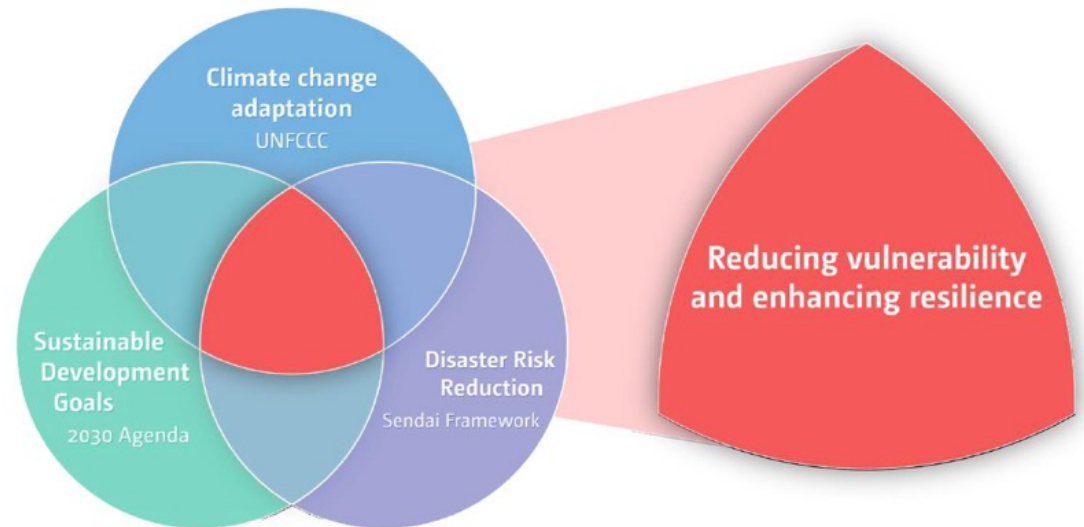 Climate change
adaptation
UNFCCC
Sustainable
Development
Goals
2030 Agenda
Disaster Risk
Reduction
Sendai Framework
Reducing vulnerability
and enhancing resilience